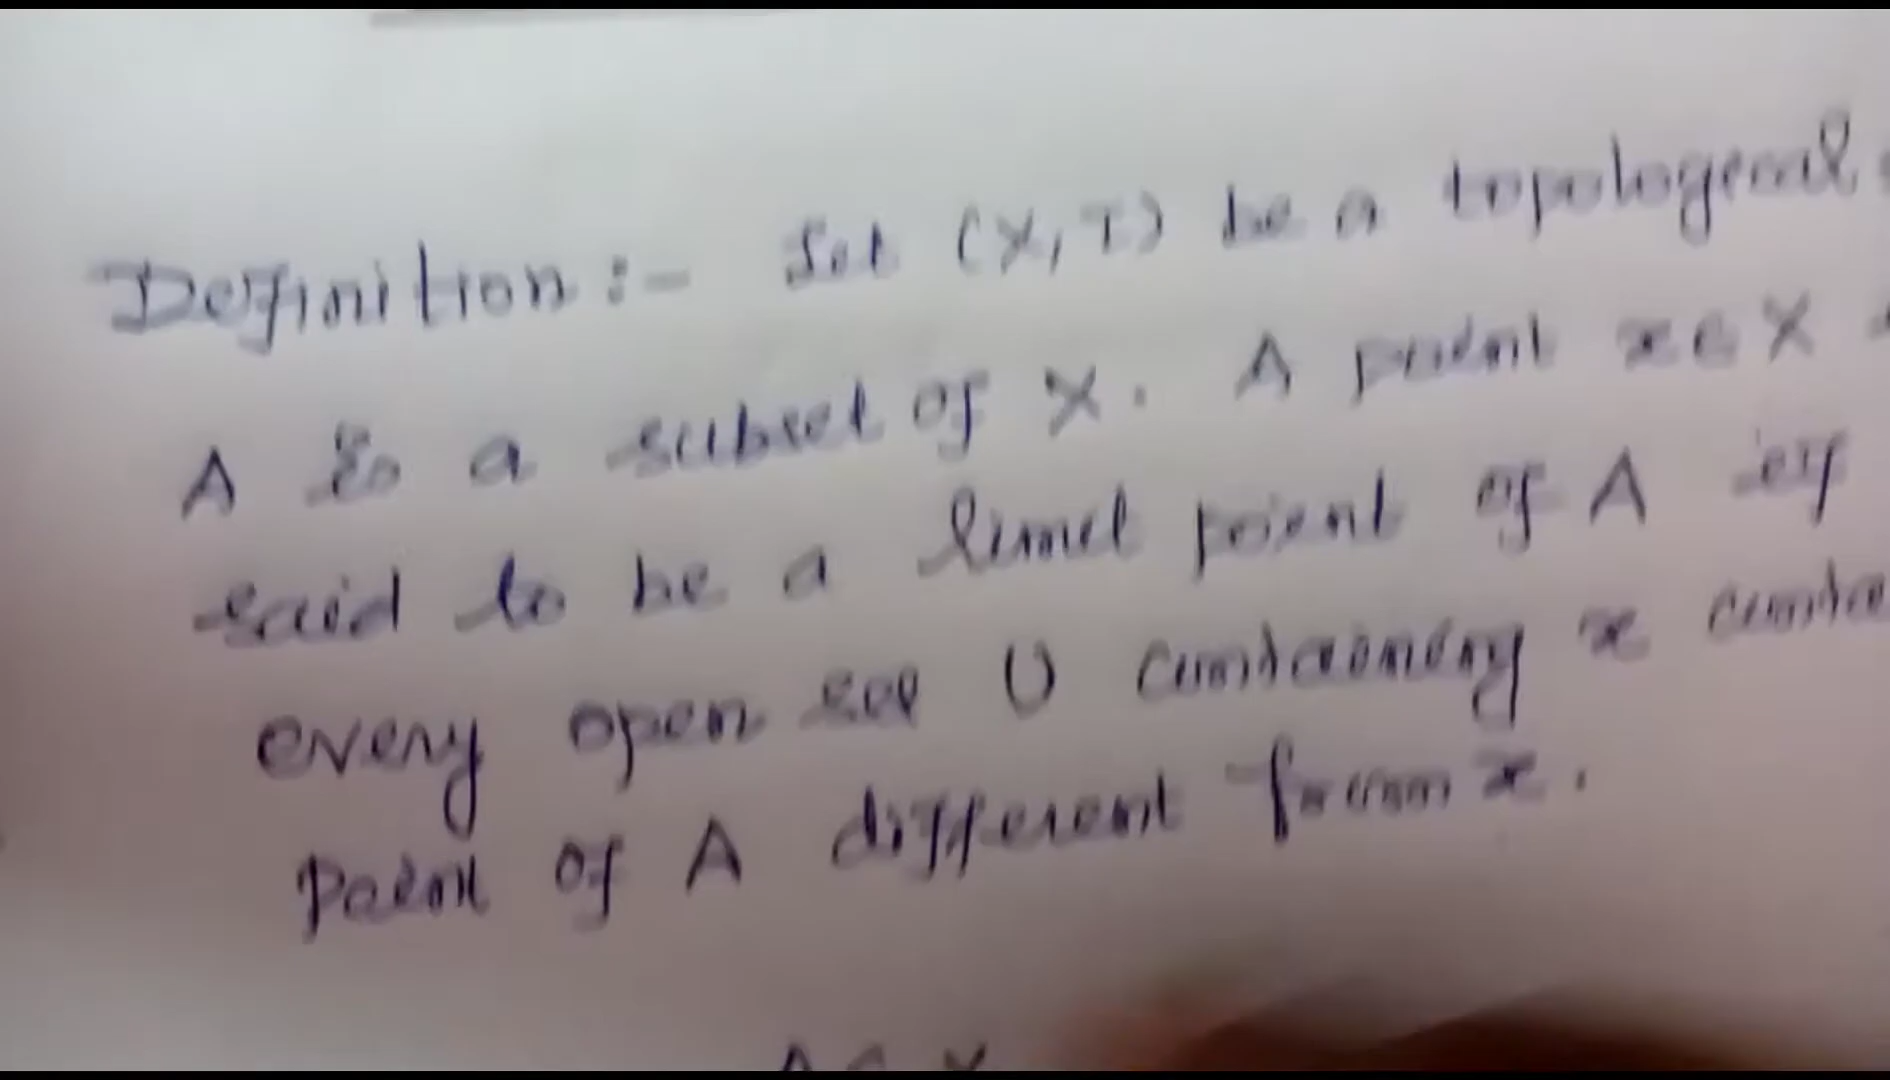 Definition :- Let (X, τ) be a topological
A is a subset of X. A point x ∈ X
said to be a limit point of A if
every open set U containing x conta
Point of A different from x.
A ⊂ X